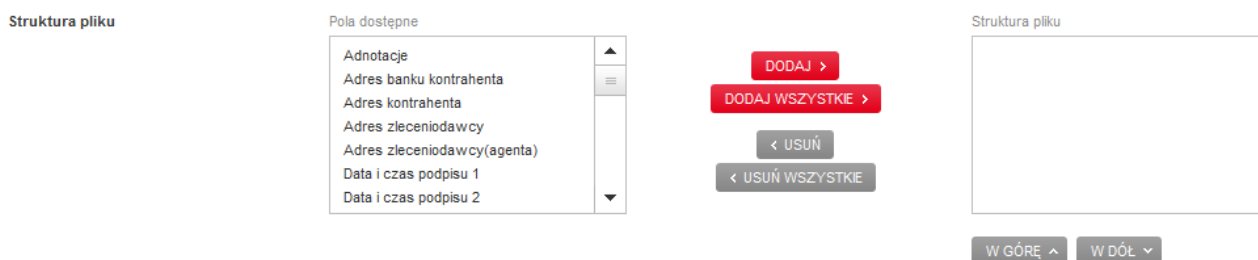 Struktura pliku
Pola dostępne
Adnotacje
Adres banku kontrahenta
Adres kontrahenta
Adres zleceniodawcy
Adres zleceniodawcy(agenta)
Data i czas podpisu 1
Data i czas podpisu 2
DODAJ >
DODAJ WSZYSTKIE >
< USUŃ
< USUŃ WSZYSTKIE
Struktura pliku
W GÓRĘ
W DÓŁ